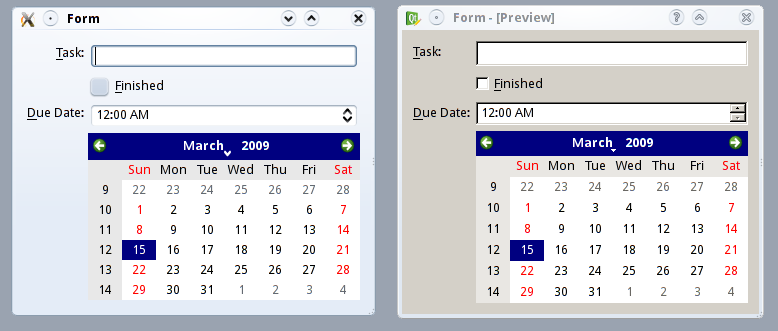 Form
Task:
Finished
Due Date: 12:00 AM
March 2009
Sun Mon Tue Wed Thu Fri Sat
9 22 23 24 25 26 27 28
10 1 2 3 4 5 6 7
11 8 9 10 11 12 13 14
12 15 16 17 18 19 20 21
13 22 23 24 25 26 27 28
14 29 30 31 1 2 3 4
Form - [Preview]
Task:
Finished
Due Date: 12:00 AM
March 2009
Sun Mon Tue Wed Thu Fri Sat
9 22 23 24 25 26 27 28
10 1 2 3 4 5 6 7
11 8 9 10 11 12 13 14
12 15 16 17 18 19 20 21
13 22 23 24 25 26 27 28
14 29 30 31 1 2 3 4